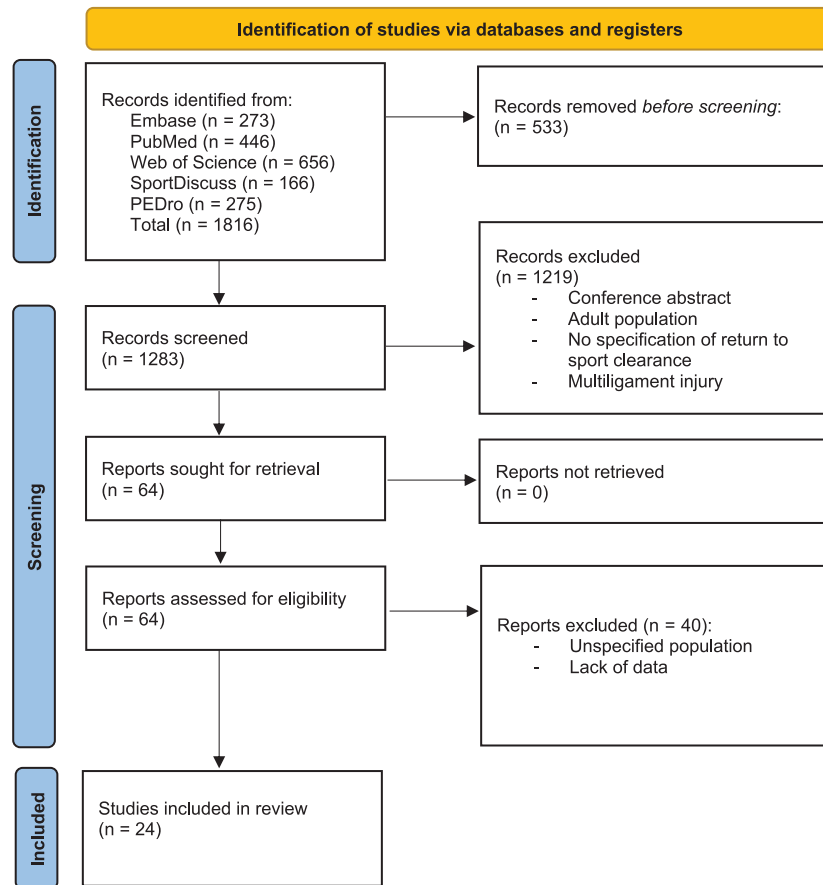 Identification of studies via databases and registers
Identification
Records identified from:
Embase (n = 273)
PubMed (n = 446)
Web of Science (n = 656)
SportDiscuss (n = 166)
PEDro (n = 275)
Total (n = 1816)
Records removed before screening:
(n = 533)
Screening
Records screened
(n = 1283)
Records excluded
(n = 1219)
- Conference abstract
- Adult population
- No specification of return to
sport clearance
- Multiligament injury
Reports sought for retrieval
(n = 64)
Reports not retrieved
(n = 0)
Reports assessed for eligibility
(n = 64)
Reports excluded (n = 40):
- Unspecified population
- Lack of data
Included
Studies included in review
(n = 24)